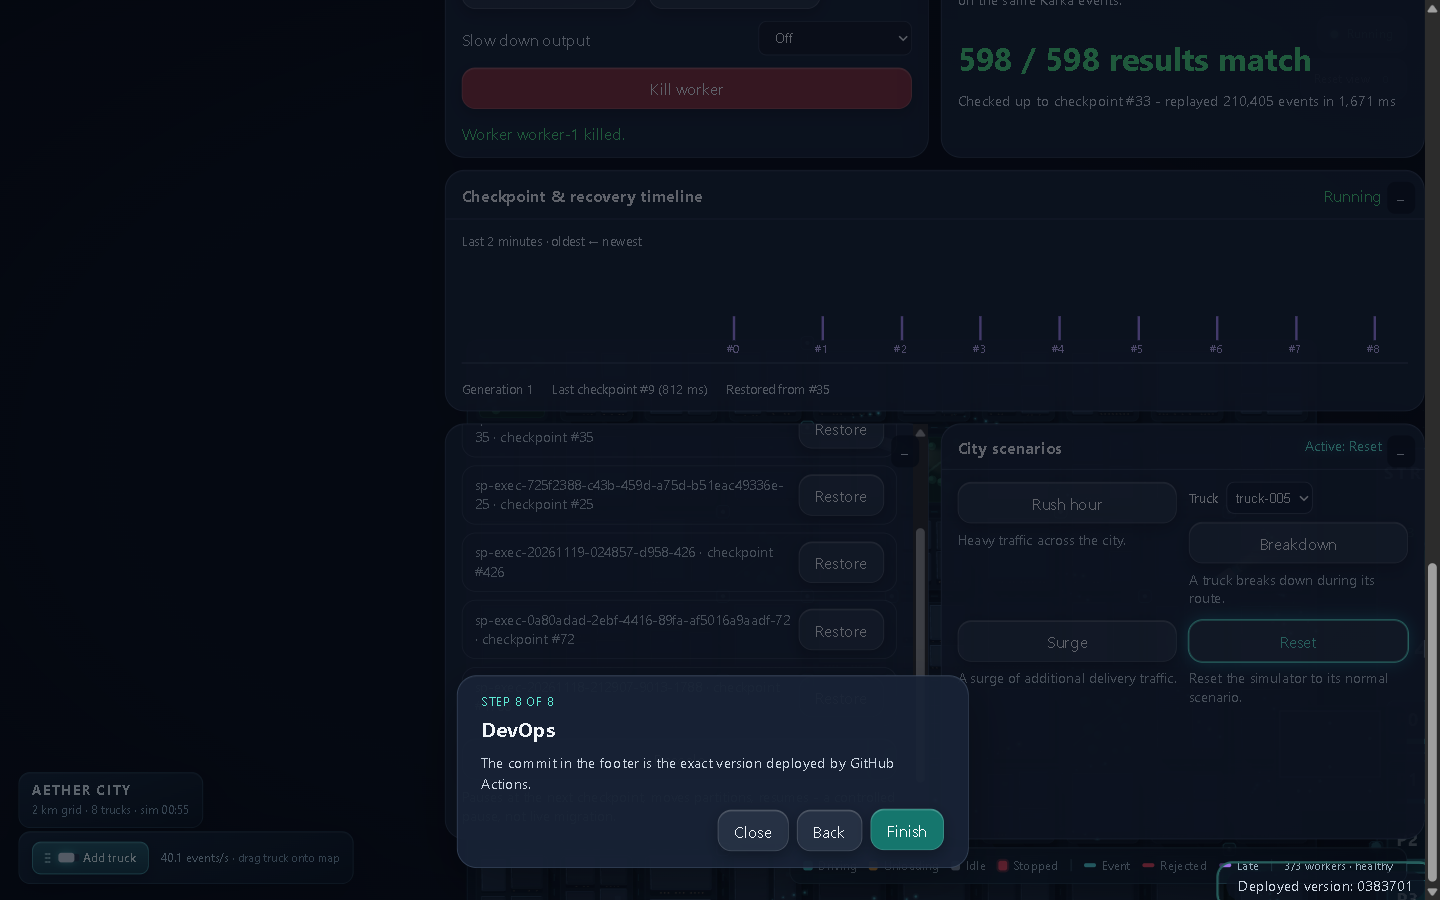 on the same Kafka events.
Slow down output
Off
598 / 598 results match
Kill worker
Checked up to checkpoint #33 - replayed 210,405 events in 1,671 ms
Worker worker-1 killed.
Checkpoint & recovery timeline
Running
Last 2 minutes · oldest ← newest
#0 #1 #2 #3 #4 #5 #6 #7 #8
Generation 1 Last checkpoint #9 (812 ms) Restored from #35
35 · checkpoint #35
Restore
sp-exec-725f2388-c43b-459d-a75d-b51eac49336e-
25 · checkpoint #25
Restore
sp-exec-20261119-024857-d958-426 · checkpoint
#426
Restore
sp-exec-0a80adad-2ebf-4416-89fa-af5016a9aadf-72
· checkpoint #72
Restore
Restore
City scenarios
Active: Reset
Rush hour
Heavy traffic across the city.
Truck truck-005
Breakdown
A truck breaks down during its
route.
Surge
A surge of additional delivery traffic.
Reset
Reset the simulator to its normal
scenario.
STEP 8 OF 8
DevOps
The commit in the footer is the exact version deployed by GitHub
Actions.
Close
Back
Finish
AETHER CITY
2 km grid · 8 trucks · sim 00:55
Add truck
40.1 events/s · drag truck onto map
Driving Unloading Idle Stopped Event Rejected Late 3/3 workers · healthy
Deployed version: 0383701